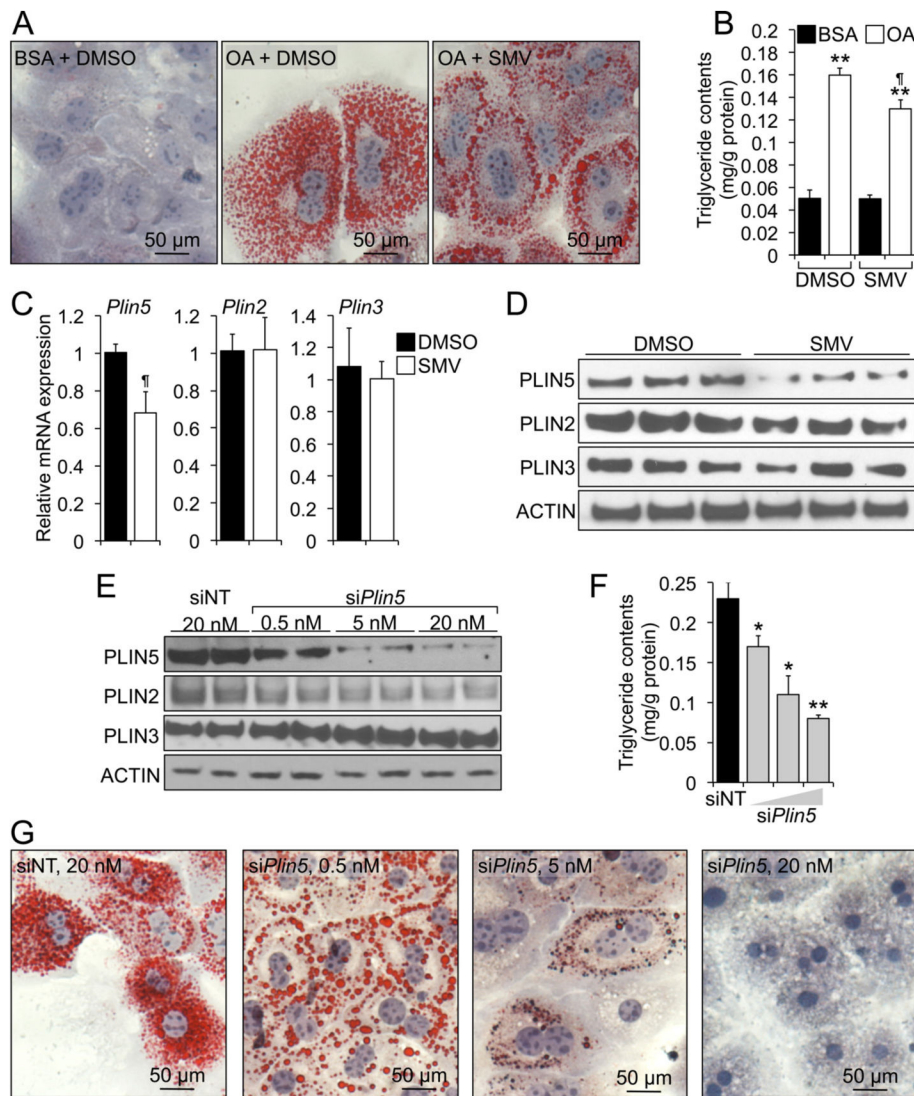 A
BSA + DMSO
OA + DMSO
OA + SMV
50 µm
50 µm
50 µm
B
BSA
OA
Triglyceride contents
(mg/g protein)
0.2
0.18
0.16
0.14
0.12
0.10
0.08
0.06
0.04
0.02
0
**
¶
**
DMSO
SMV
C
Relative mRNA expression
Plin5
1.2
1
0.8
0.6
0.4
0.2
0
¶
Plin2
1.2
1
0.8
0.6
0.4
0.2
0
Plin3
1.4
1.2
1
0.8
0.6
0.4
0.2
0
DMSO
SMV
D
DMSO
SMV
PLIN5
PLIN2
PLIN3
ACTIN
E
siNT
siPlin5
20 nM
0.5 nM
5 nM
20 nM
PLIN5
PLIN2
PLIN3
ACTIN
F
Triglyceride contents
(mg/g protein)
0.25
0.2
0.15
0.1
0.05
0
*
*
**
siNT
siPlin5
G
siNT, 20 nM
siPlin5, 0.5 nM
siPlin5, 5 nM
siPlin5, 20 nM
50 µm
50 µm
50 µm
50 µm